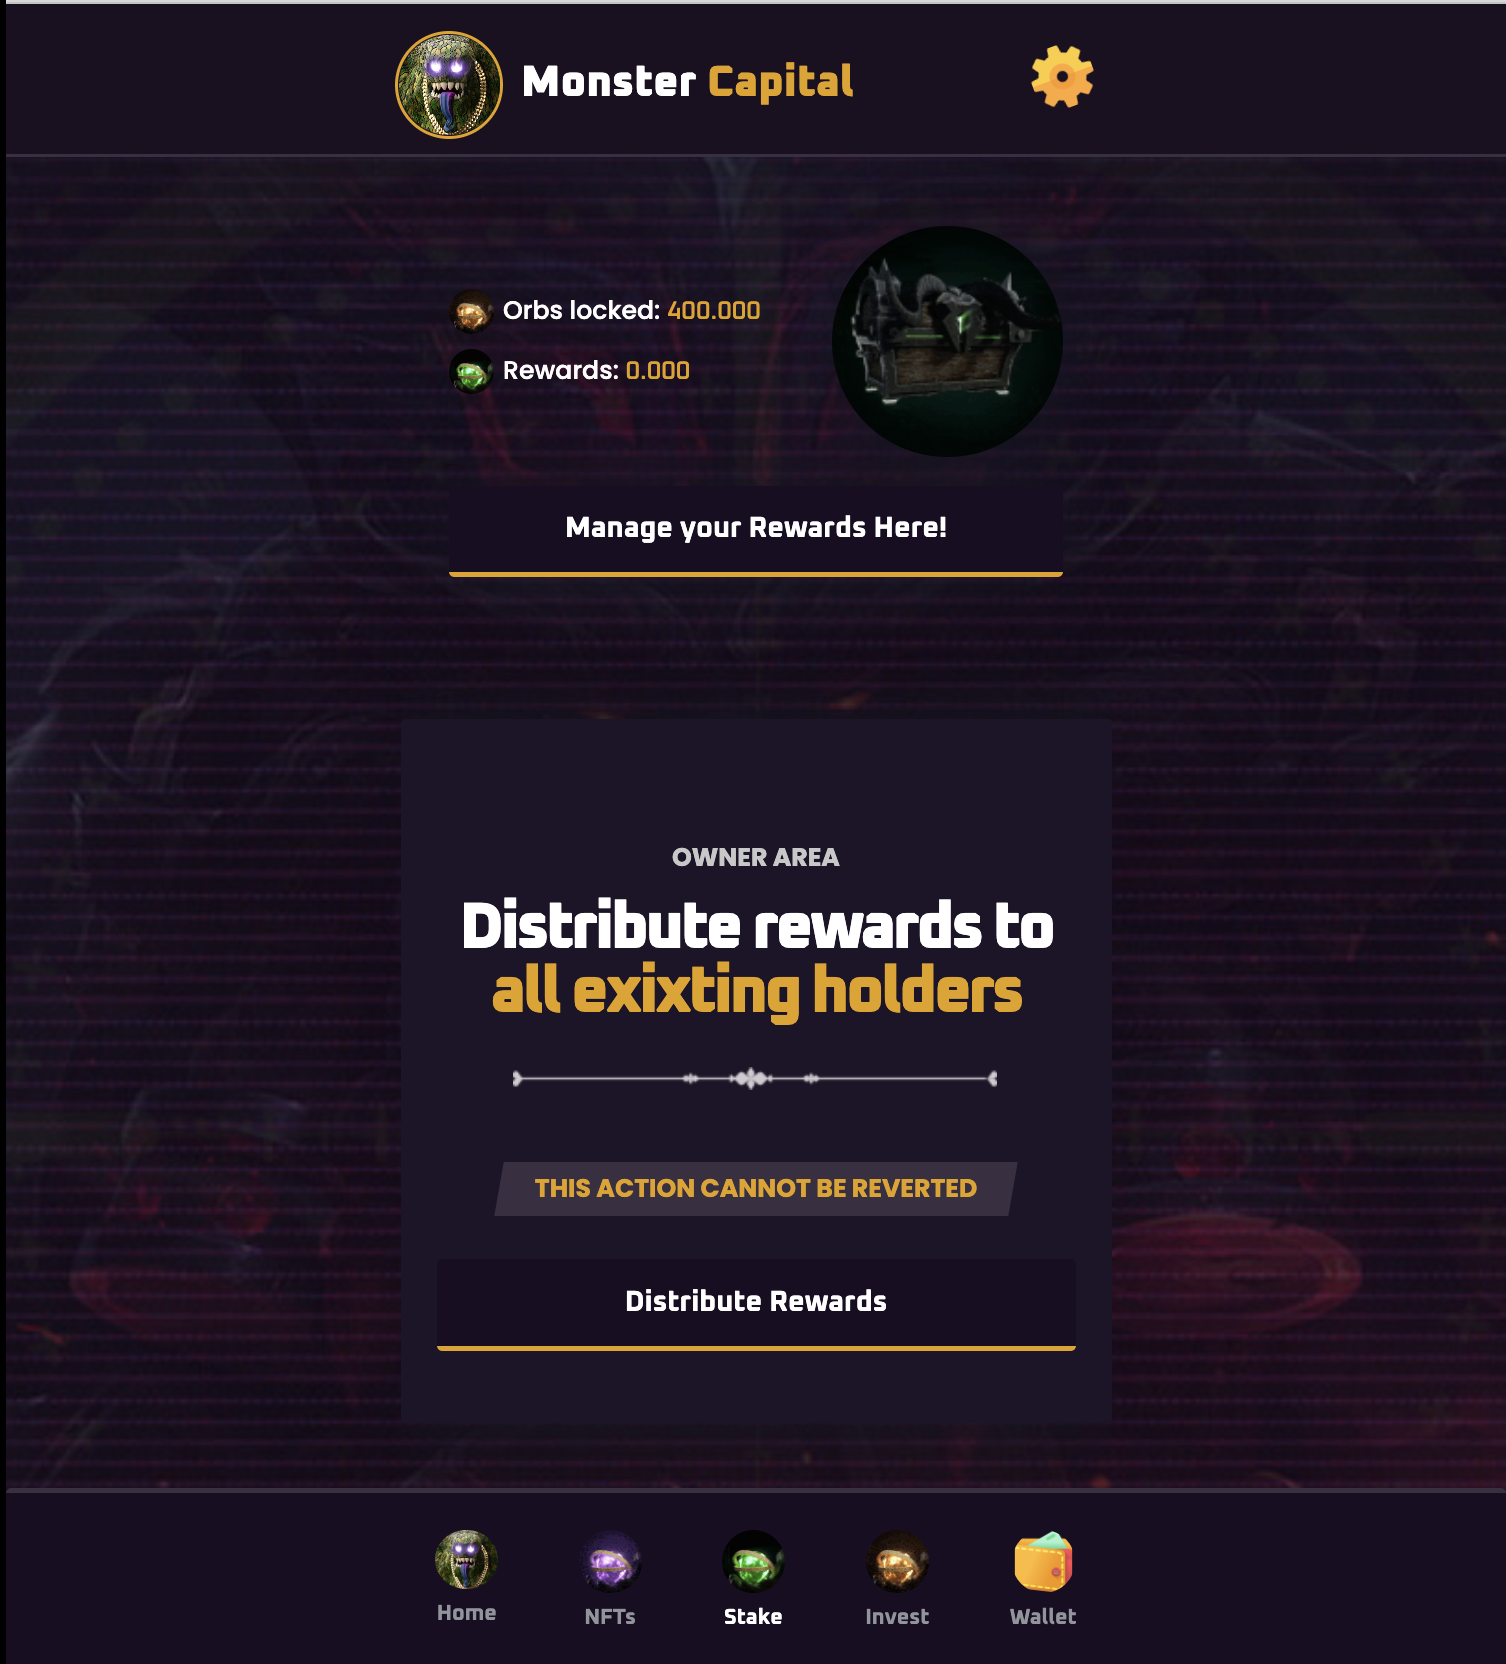 Monster Capital
Orbs locked: 400.000
Rewards: 0.000
Manage your Rewards Here!
OWNER AREA
Distribute rewards to
all exixting holders
THIS ACTION CANNOT BE REVERTED
Distribute Rewards
Home
NFTs
Stake
Invest
Wallet